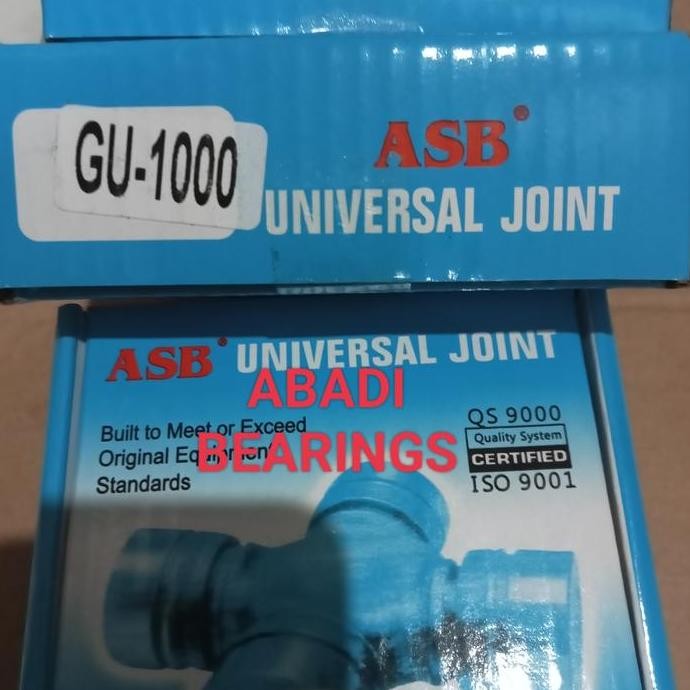 GU-1000
ASB®
UNIVERSAL JOINT
ASB® UNIVERSAL JOINT
ABADI
BEARINGS
Built to Meet or Exceed
Original Equipment
Standards
QS 9000
Quality System
CERTIFIED
ISO 9001